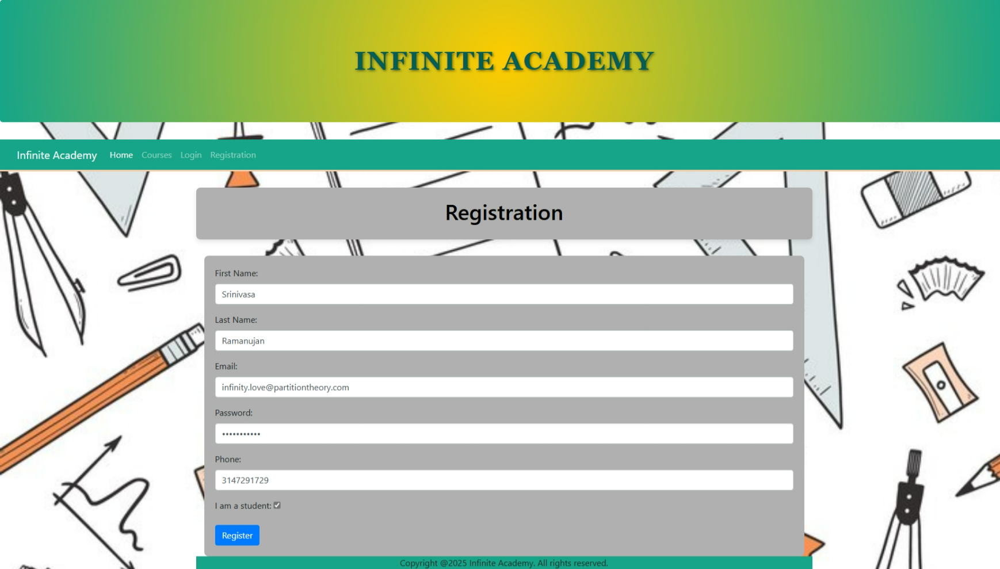 INFINITE ACADEMY
Infinite Academy Home Courses Login Registration
Registration
First Name:
Srinivasa
Last Name:
Ramanujan
Email:
infinity.love@partitiontheory.com
Password:
•••••••••••
Phone:
3147291729
I am a student:
Register
Copyright @2025 Infinite Academy. All rights reserved.